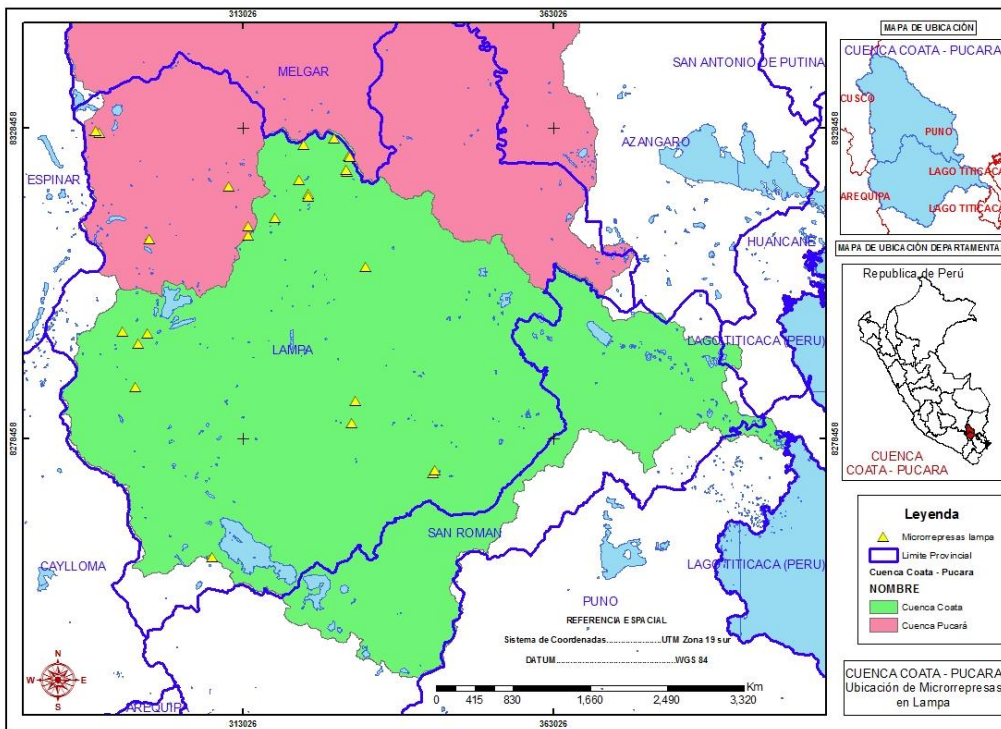 313026
363026
8328458
8278458
MELGAR
SAN ANTONIO DE PUTINA
AZANGARO
ESPINAR
HUANCANE
LAMPA
LAGO TITICACA (PERU)
SAN ROMAN
CAYLLOMA
LAGO TITICACA (PERU)
PUNO
AREQUIPA
REFERENCIA ESPACIAL
Sistema de Coordenadas.....................UTM Zona 19 sur
DATUM.............................................WGS 84
N
W E
S
0 415 830 1,660 2,490 3,320
Km
8328458
8278458
313026
363026
MAPA DE UBICACIÓN
CUENCA COATA - PUCARA
CUSCO
PUNO
LAGO TITICACA
AREQUIPA
LAGO TITICACA
MAPA DE UBICACIÓN DEPARTAMENTA
Republica de Perú
CUENCA
COATA - PUCARA
Leyenda
Microrrepresas lampa
Limite Provincial
Cuenca Coata - Pucara
NOMBRE
Cuenca Coata
Cuenca Pucará
CUENCA COATA - PUCARA
Ubicación de Microrrepresas
en Lampa